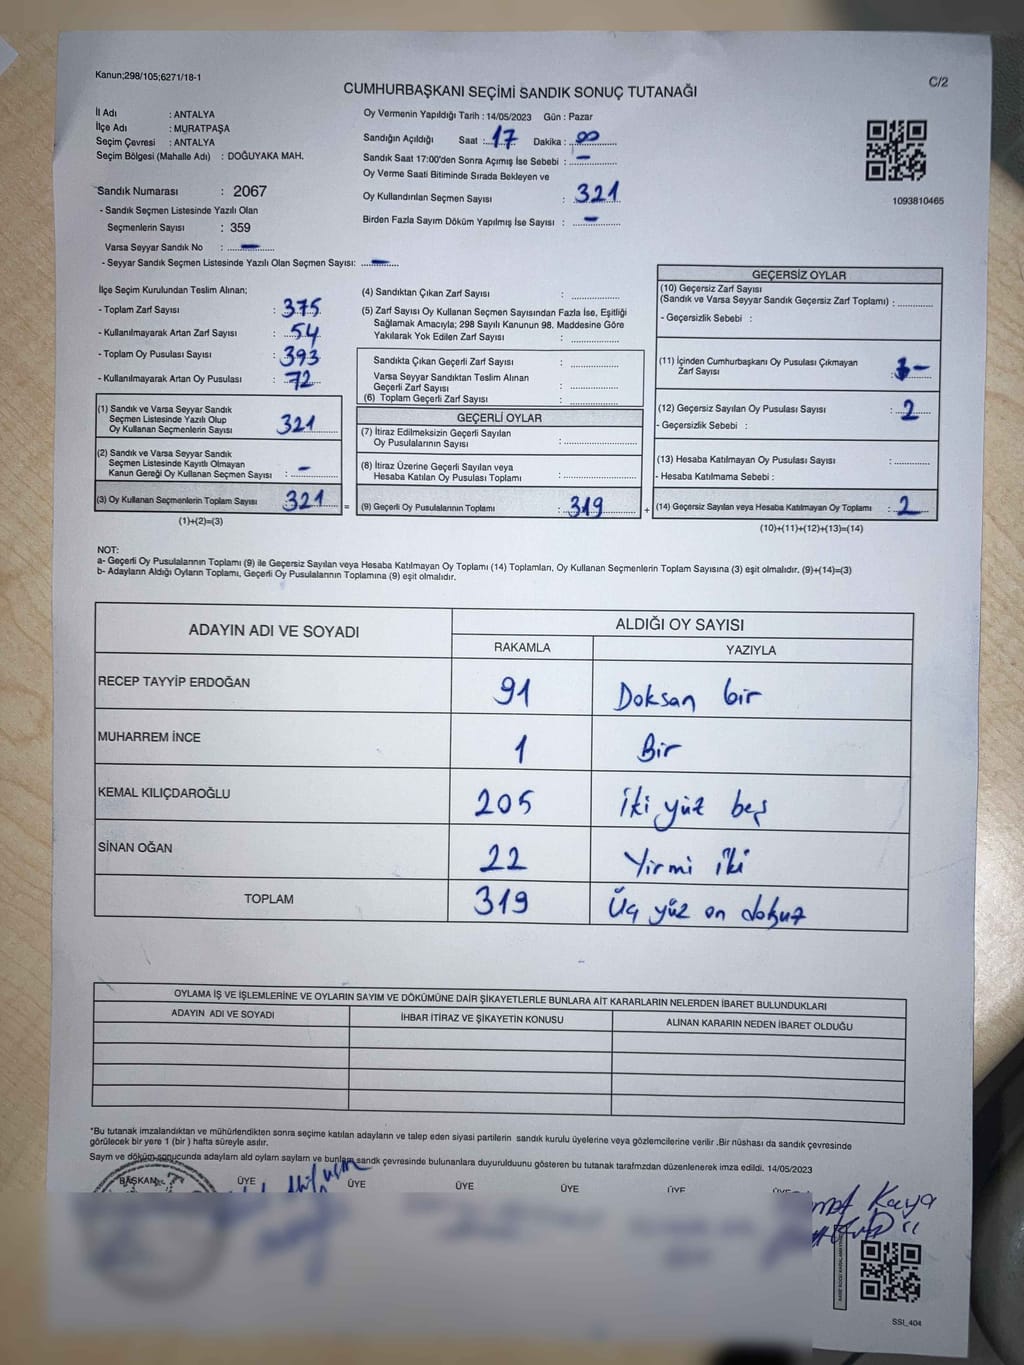 Kanun;298/105;6271/18-1
C/2
CUMHURBAŞKANI SEÇİMİ SANDIK SONUÇ TUTANAĞI
İl Adı : ANTALYA
İlçe Adı : MURATPAŞA
Seçim Çevresi : ANTALYA
Seçim Bölgesi (Mahalle Adı) : DOĞUYAKA MAH.
Oy Vermenin Yapıldığı Tarih : 14/05/2023 Gün : Pazar
Sandığın Açıldığı Saat : 17 Dakika : 00
Sandık Saat 17:00'den Sonra Açımış İse Sebebi : –
Oy Verme Saati Bitiminde Sırada Bekleyen ve
Oy Kullandırılan Seçmen Sayısı : 321
Birden Fazla Sayım Döküm Yapılmış İse Sayısı : –
1093810465
Sandık Numarası : 2067
- Sandık Seçmen Listesinde Yazılı Olan
Seçmenlerin Sayısı : 359
Varsa Seyyar Sandık No : –
- Seyyar Sandık Seçmen Listesinde Yazılı Olan Seçmen Sayısı: –
İlçe Seçim Kurulundan Teslim Alınan;
- Toplam Zarf Sayısı : 375
- Kullanılmayarak Artan Zarf Sayısı : 54
- Toplam Oy Pusulası Sayısı : 393
- Kullanılmayarak Artan Oy Pusulası : 72
(1) Sandık ve Varsa Seyyar Sandık
Seçmen Listesinde Yazılı Olup
Oy Kullanan Seçmenlerin Sayısı 321
(2) Sandık ve Varsa Seyyar Sandık
Seçmen Listesinde Kayıtlı Olmayan
Kanun Gereği Oy Kullanan Seçmen Sayısı : –
(3) Oy Kullanan Seçmenlerin Toplam Sayısı 321
(1)+(2)=(3)
(4) Sandıktan Çıkan Zarf Sayısı :
(5) Zarf Sayısı Oy Kullanan Seçmen Sayısından Fazla İse, Eşitliği
Sağlamak Amacıyla; 298 Sayılı Kanunun 98. Maddesine Göre
Yakılarak Yok Edilen Zarf Sayısı :
Sandıkta Çıkan Geçerli Zarf Sayısı :
Varsa Seyyar Sandıktan Teslim Alınan
Geçerli Zarf Sayısı :
(6) Toplam Geçerli Zarf Sayısı :
GEÇERLİ OYLAR
(7) İtiraz Edilmeksizin Geçerli Sayılan
Oy Pusulalarının Sayısı :
(8) İtiraz Üzerine Geçerli Sayılan veya
Hesaba Katılan Oy Pusulası Toplamı :
= (9) Geçerli Oy Pusulalarının Toplamı : 319 +
GEÇERSİZ OYLAR
(10) Geçersiz Zarf Sayısı
(Sandık ve Varsa Seyyar Sandık Geçersiz Zarf Toplamı) :
- Geçersizlik Sebebi :
(11) İçinden Cumhurbaşkanı Oy Pusulası Çıkmayan
Zarf Sayısı : –
(12) Geçersiz Sayılan Oy Pusulası Sayısı : 2
- Geçersizlik Sebebi :
(13) Hesaba Katılmayan Oy Pusulası Sayısı :
- Hesaba Katılmama Sebebi :
(14) Geçersiz Sayılan veya Hesaba Katılmayan Oy Toplamı : 2
(10)+(11)+(12)+(13)=(14)
NOT:
a- Geçerli Oy Pusulalarının Toplamı (9) ile Geçersiz Sayılan veya Hesaba Katılmayan Oy Toplamı (14) Toplamları, Oy Kullanan Seçmenlerin Toplam Sayısına (3) eşit olmalıdır. (9)+(14)=(3)
b- Adayların Aldığı Oyların Toplamı, Geçerli Oy Pusulalarının Toplamına (9) eşit olmalıdır.
ADAYIN ADI VE SOYADI ALDIĞI OY SAYISI
RAKAMLA YAZIYLA
RECEP TAYYİP ERDOĞAN 91 Doksan bir
MUHARREM İNCE 1 Bir
KEMAL KILIÇDAROĞLU 205 İki yüz beş
SİNAN OĞAN 22 Yirmi iki
TOPLAM 319 Üç yüz on dokuz
OYLAMA İŞ VE İŞLEMLERİNE VE OYLARIN SAYIM VE DÖKÜMÜNE DAİR ŞİKAYETLERLE BUNLARA AİT KARARLARIN NELERDEN İBARET BULUNDUKLARI
ADAYIN ADI VE SOYADI İHBAR İTİRAZ VE ŞİKAYETİN KONUSU ALINAN KARARIN NEDEN İBARET OLDUĞU
*Bu tutanak imzalandıktan ve mühürlendikten sonra seçime katılan adayların ve talep eden siyasi partilerin sandık kurulu üyelerine veya gözlemcilerine verilir .Bir nüshası da sandık çevresinde
görülecek bir yere 1 (bir ) hafta süreyle asılır.
Sayım ve döküm sonucunda adayların ald oyların sayıları ve bunların sandk çevresinde bulunanlara duyurulduunu gösteren bu tutanak tarafmzdan düzenlenerek imza edildi. 14/05/2023
BAŞKAN ÜYE ÜYE ÜYE ÜYE ÜYE
Kaya
SSİ_404